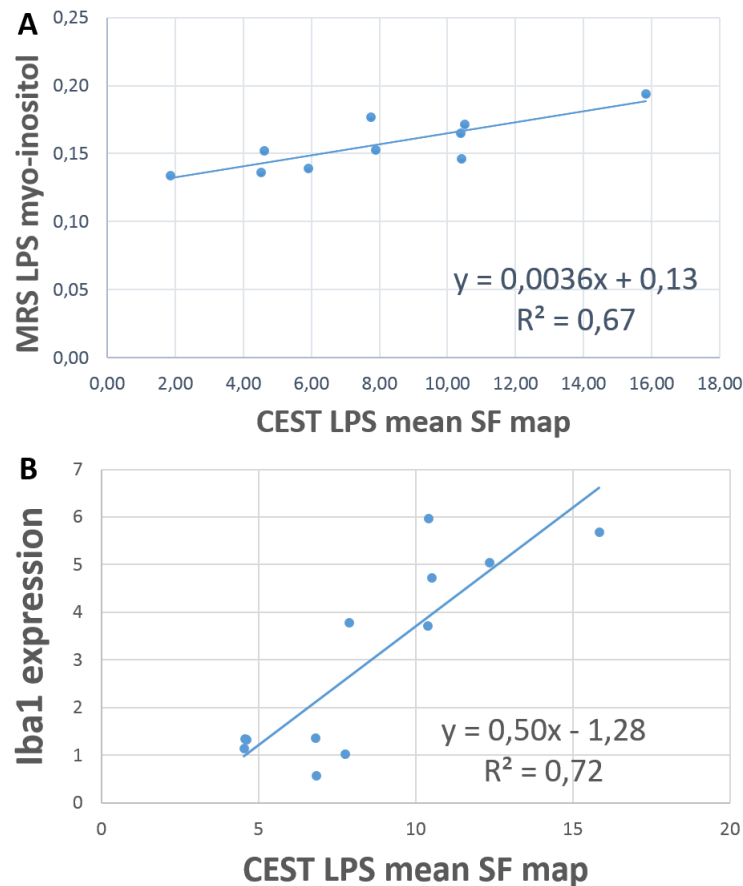 A
0,25
0,20
0,15
0,10
0,05
0,00
MRS LPS myo-inositol
y = 0,0036x + 0,13
R² = 0,67
0,00 2,00 4,00 6,00 8,00 10,00 12,00 14,00 16,00 18,00
CEST LPS mean SF map
B
7
6
5
4
3
2
1
0
Iba1 expression
y = 0,50x - 1,28
R² = 0,72
0 5 10 15 20
CEST LPS mean SF map